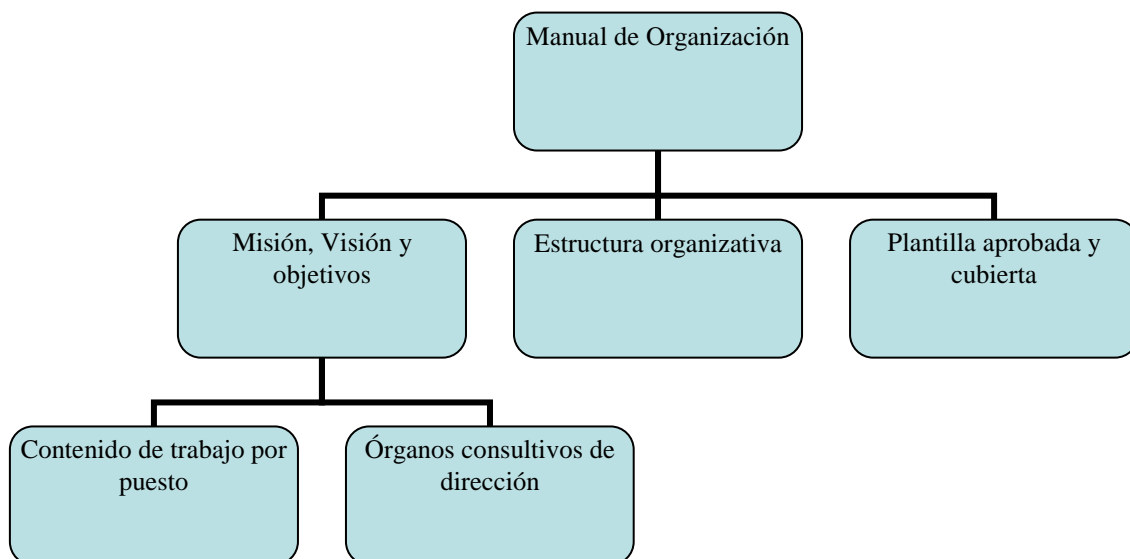 Manual de Organización
Misión, Visión y
objetivos
Estructura organizativa
Plantilla aprobada y
cubierta
Contenido de trabajo por
puesto
Órganos consultivos de
dirección